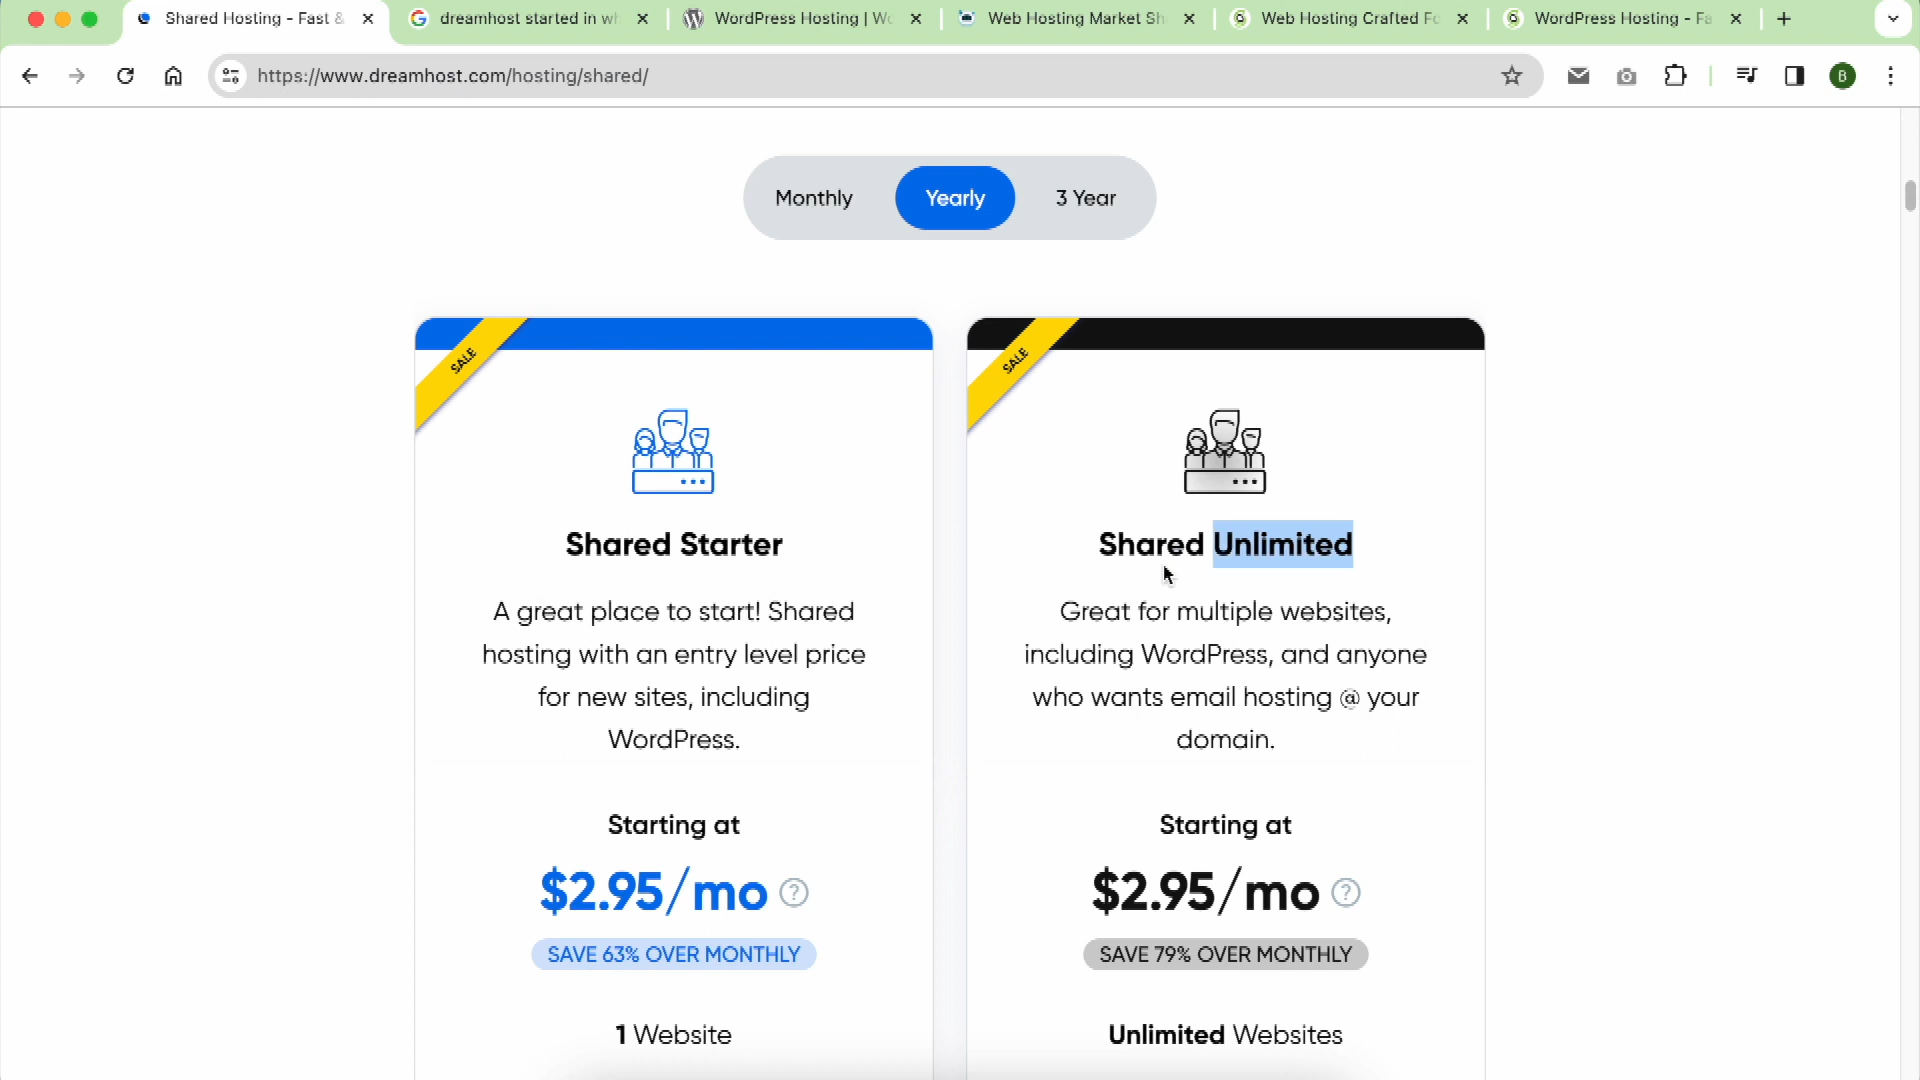 Shared Hosting - Fast &
dreamhost started in wh
WordPress Hosting | Wo
Web Hosting Market Sh
Web Hosting Crafted Fo
WordPress Hosting - Fa
https://www.dreamhost.com/hosting/shared/
B
Monthly
Yearly
3 Year
SALE
SALE
Shared Starter
A great place to start! Shared
hosting with an entry level price
for new sites, including
WordPress.
Starting at
$2.95/mo ?
SAVE 63% OVER MONTHLY
1 Website
Shared Unlimited
Great for multiple websites,
including WordPress, and anyone
who wants email hosting @ your
domain.
Starting at
$2.95/mo ?
SAVE 79% OVER MONTHLY
Unlimited Websites